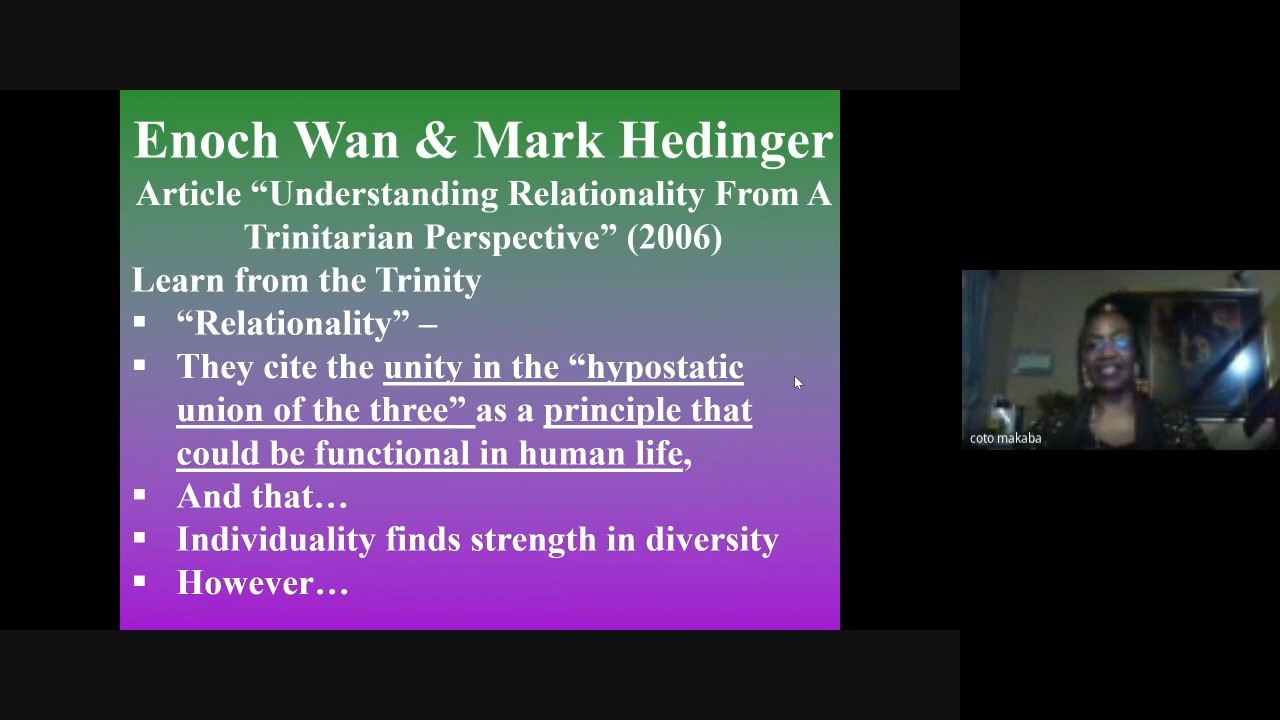 Enoch Wan & Mark Hedinger
Article “Understanding Relationality From A
Trinitarian Perspective” (2006)
Learn from the Trinity
▪ “Relationality” –
▪ They cite the unity in the “hypostatic
union of the three” as a principle that
could be functional in human life,
▪ And that…
▪ Individuality finds strength in diversity
▪ However…
coto makaba